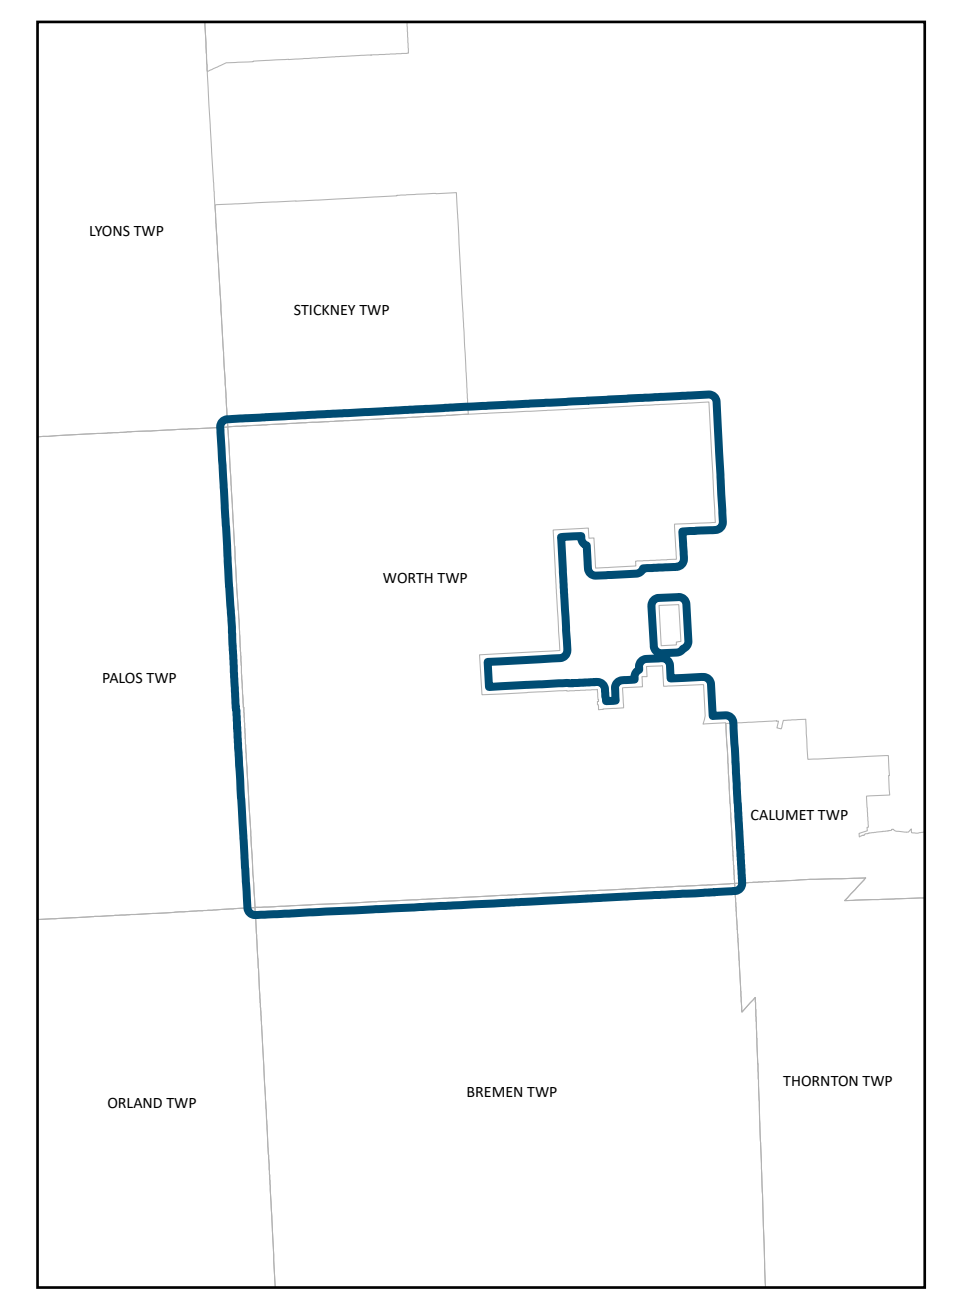 LYONS TWP
STICKNEY TWP
WORTH TWP
PALOS TWP
CALUMET TWP
THORNTON TWP
BREMEN TWP
ORLAND TWP